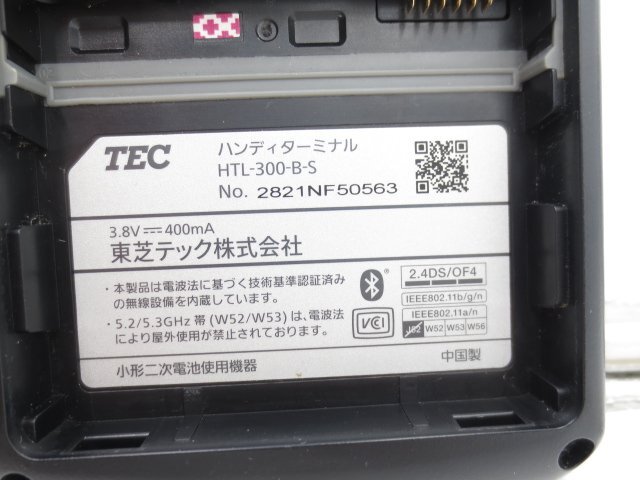 TEC
ハンディターミナル
HTL-300-B-S
No. 2821NF50563
3.8V⎓400mA
東芝テック株式会社
・本製品は電波法に基づく技術基準認証済み
の無線設備を内蔵しています。
・5.2/5.3GHz 帯 (W52/W53) は、電波法
により屋外使用が禁止されております。
2.4DS/OF4
IEEE802.11b/g/n
IEEE802.11a/n
J52 W52 W53 W56
VCI
小形二次電池使用機器
中国製